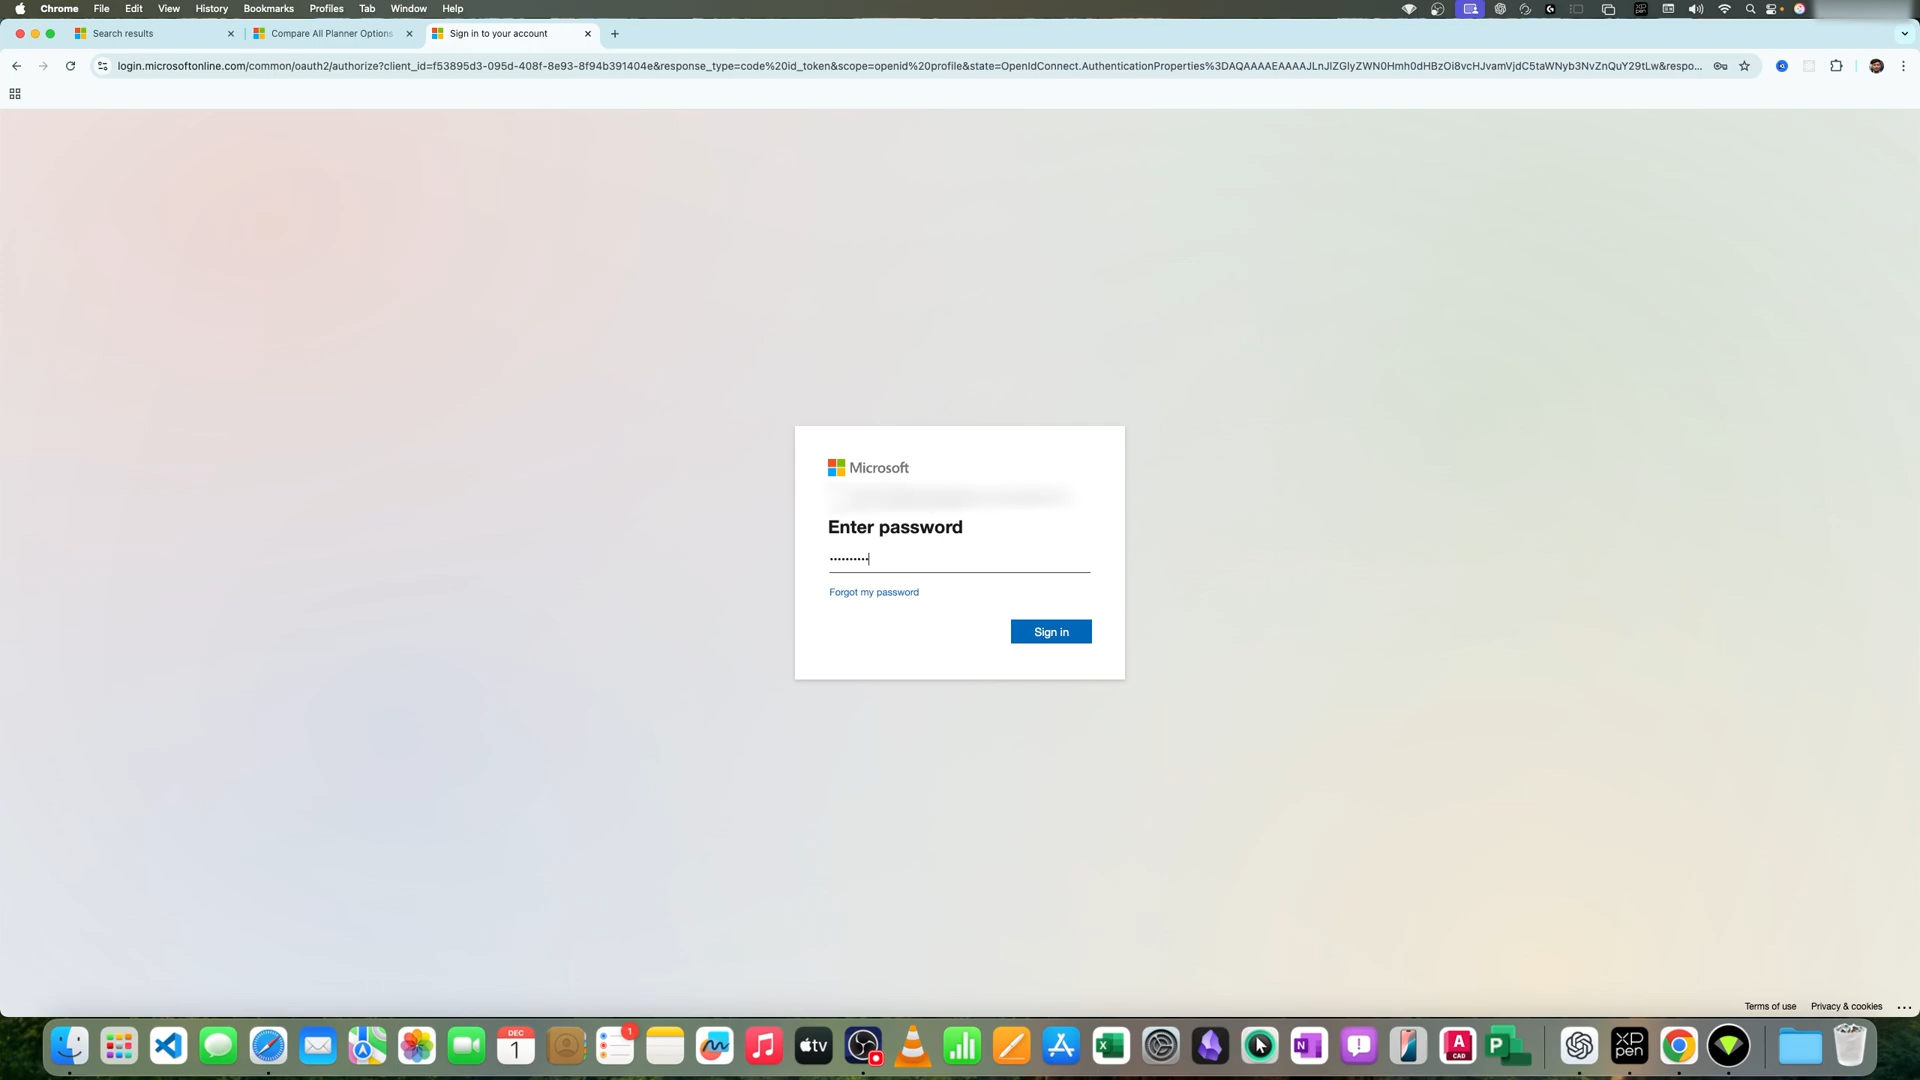 Chrome File Edit View History Bookmarks Profiles Tab Window Help
Search results
Compare All Planner Options
Sign in to your account
login.microsoftonline.com/common/oauth2/authorize?client_id=f53895d3-095d-408f-8e93-8f94b391404e&response_type=code%20id_token&scope=openid%20profile&state=OpenIdConnect.AuthenticationProperties%3DAQAAAAEAAAAJLnJlZGlyZWN0Hmh0dHBzOi8vcHJvamVjdC5taWNyb3NvZnQuY29tLw&respo...
Microsoft
Enter password
••••••••••
Forgot my password
Sign in
Terms of use Privacy & cookies ...
DEC
1
1
tv
X
N
A
CAD
P
XP
pen